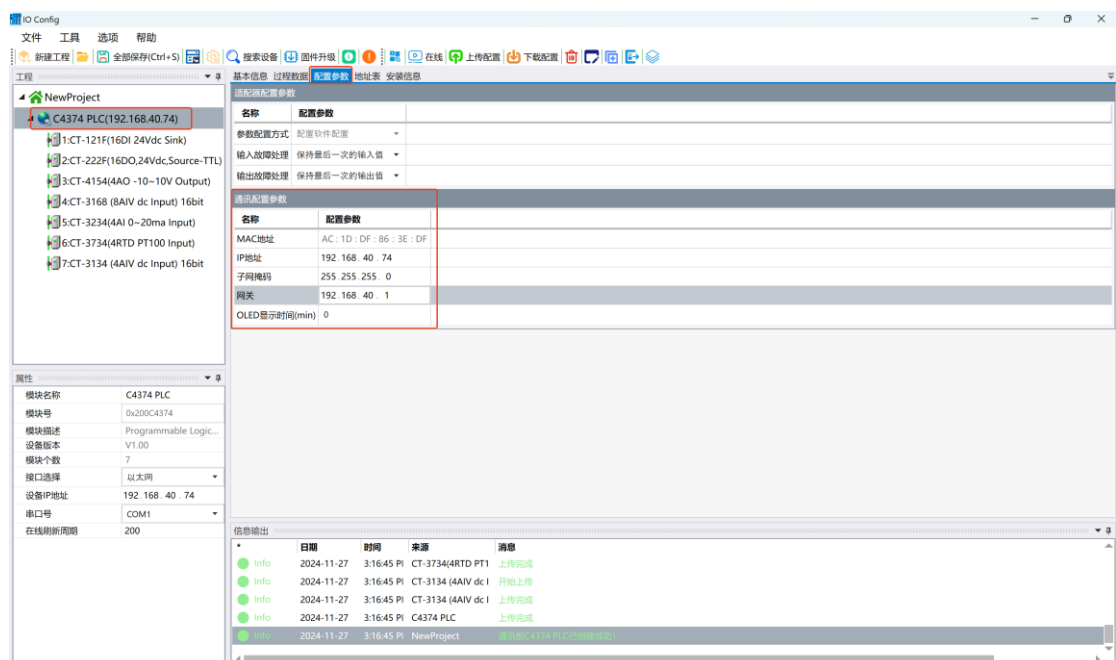 IO Config
文件 工具 选项 帮助
新建工程 全部保存(Ctrl+S) 搜索设备 固件升级 在线 上传配置 下载配置
工程
NewProject
C4374 PLC(192.168.40.74)
1:CT-121F(16DI 24Vdc Sink)
2:CT-222F(16DO,24Vdc,Source-TTL)
3:CT-4154(4AO -10~10V Output)
4:CT-3168 (8AIV dc Input) 16bit
5:CT-3234(4AI 0~20ma Input)
6:CT-3734(4RTD PT100 Input)
7:CT-3134 (4AIV dc Input) 16bit
基本信息 过程数据 配置参数 地址表 安装信息
适配器配置参数
名称 配置参数
参数配置方式 配置软件配置
输入故障处理 保持最后一次的输入值
输出故障处理 保持最后一次的输出值
通讯配置参数
名称 配置参数
MAC地址 AC : 1D : DF : 86 : 3E : DF
IP地址 192 . 168 . 40 . 74
子网掩码 255 . 255 . 255 . 0
网关 192 . 168 . 40 . 1
OLED显示时间(min) 0
属性
模块名称 C4374 PLC
模块号 0x200C4374
模块描述 Programmable Logic...
设备版本 V1.00
模块个数 7
接口选择 以太网
设备IP地址 192 . 168 . 40 . 74
串口号 COM1
在线刷新周期 200
信息输出
* 日期 时间 来源 消息
Info 2024-11-27 3:16:45 PI CT-3734(4RTD PT1 上传完成
Info 2024-11-27 3:16:45 PI CT-3134 (4AIV dc I 开始上传
Info 2024-11-27 3:16:45 PI CT-3134 (4AIV dc I 上传完成
Info 2024-11-27 3:16:45 PI C4374 PLC 上传完成
Info 2024-11-27 3:16:45 PI NewProject 通讯板C4374 PLC已创建成功!